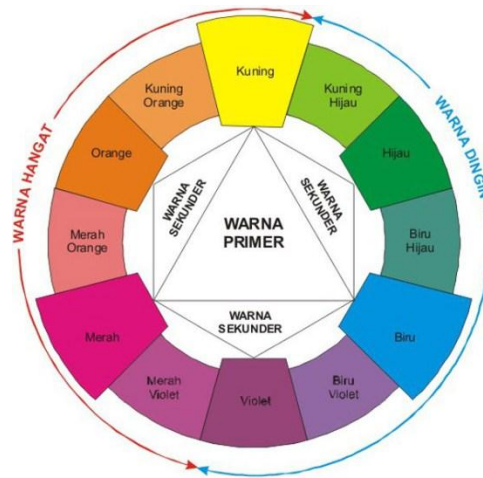 Kuning
Kuning
Hijau
Hijau
Biru
Hijau
Biru
Biru
Violet
Violet
Merah
Violet
Merah
Merah
Orange
Orange
Kuning
Orange
WARNA HANGAT
WARNA DINGIN
WARNA
SEKUNDER
WARNA
SEKUNDER
WARNA
PRIMER
WARNA
SEKUNDER